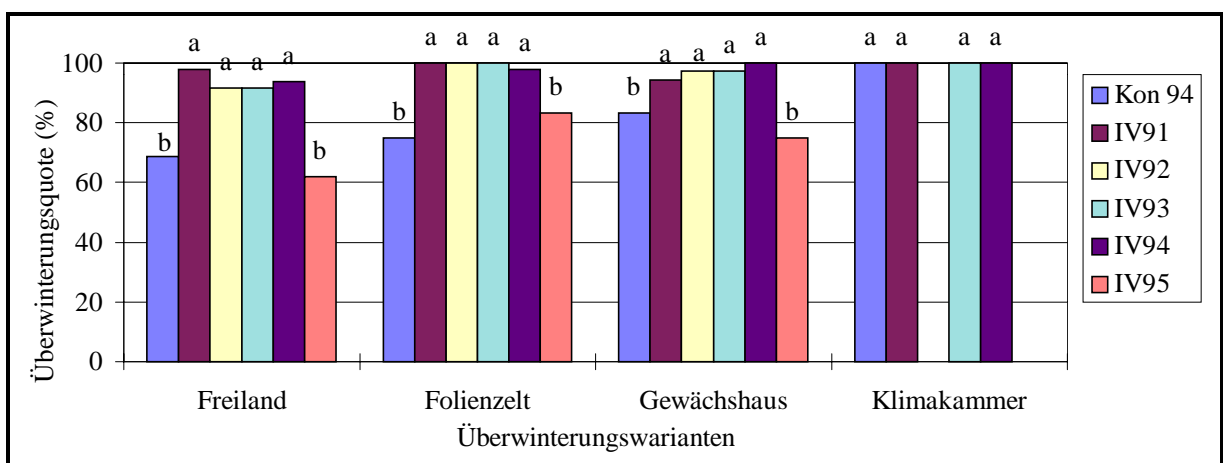 a a a a a a a a a
a a a a a a a
b b b b b b
100
80
60
40
20
0
Überwinterungsquote (%)
Freiland Folienzelt Gewächshaus Klimakammer
Überwinterungswarianten
Kon 94
IV91
IV92
IV93
IV94
IV95